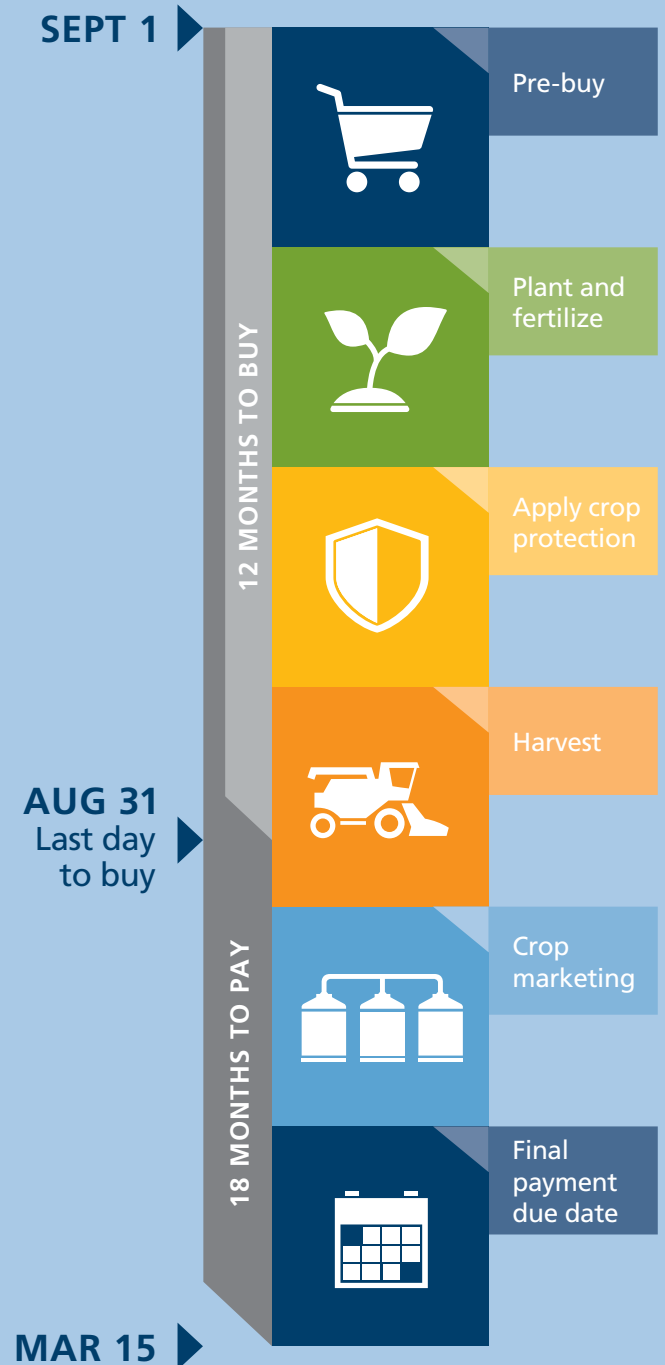 SEPT 1
Pre-buy
Plant and
fertilize
12 MONTHS TO BUY
Apply crop
protection
Harvest
AUG 31
Last day
to buy
Crop
marketing
18 MONTHS TO PAY
Final
payment
due date
MAR 15